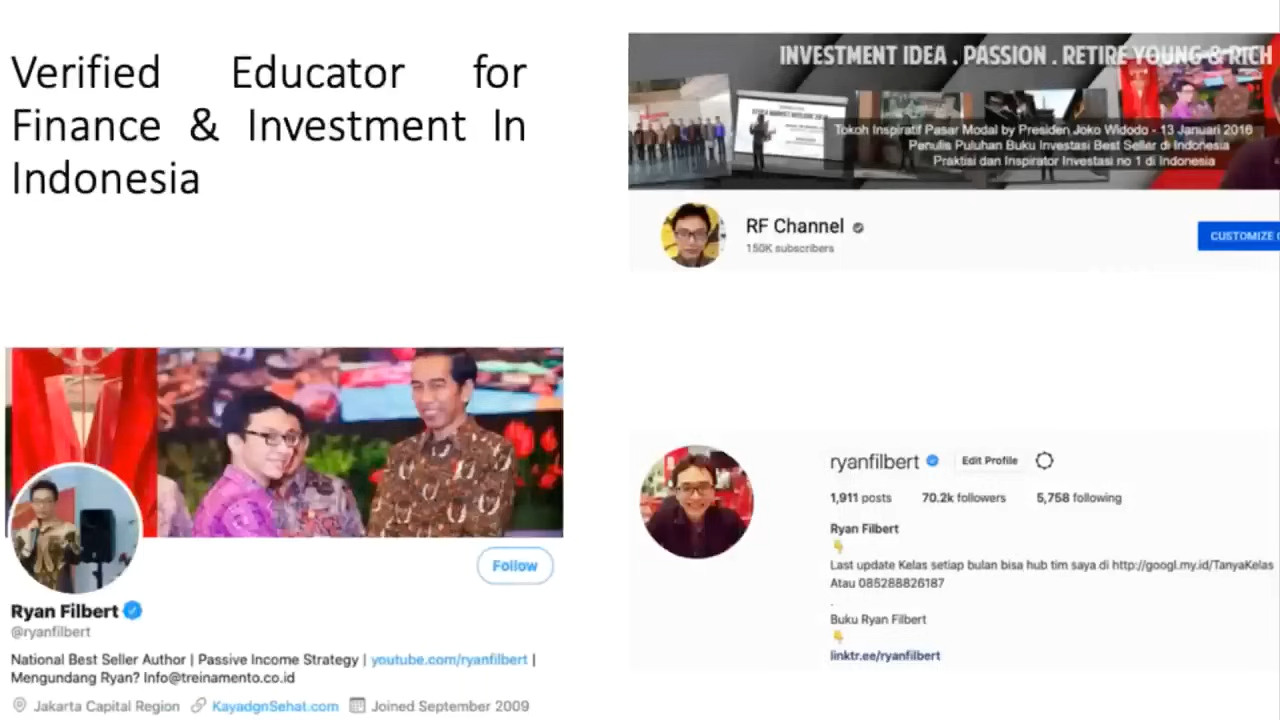 Verified Educator for
Finance & Investment In
Indonesia
INVESTMENT IDEA . PASSION . RETIRE YOUNG & RICH
Tokoh Inspiratif Pasar Modal by Presiden Joko Widodo - 13 Januari 2016
Penulis Puluhan Buku Investasi Best Seller di Indonesia
Praktisi dan Inspirator Investasi no 1 di Indonesia
RF Channel
150K subscribers
CUSTOMIZE
Follow
Ryan Filbert
@ryanfilbert
National Best Seller Author | Passive Income Strategy | youtube.com/ryanfilbert |
Mengundang Ryan? Info@treinamento.co.id
Jakarta Capital Region KayadgnSehat.com Joined September 2009
ryanfilbert Edit Profile
1,911 posts 70.2k followers 5,758 following
Ryan Filbert
Last update Kelas setiap bulan bisa hub tim saya di http://googl.my.id/TanyaKelas
Atau 085288826187
.
Buku Ryan Filbert
linktr.ee/ryanfilbert